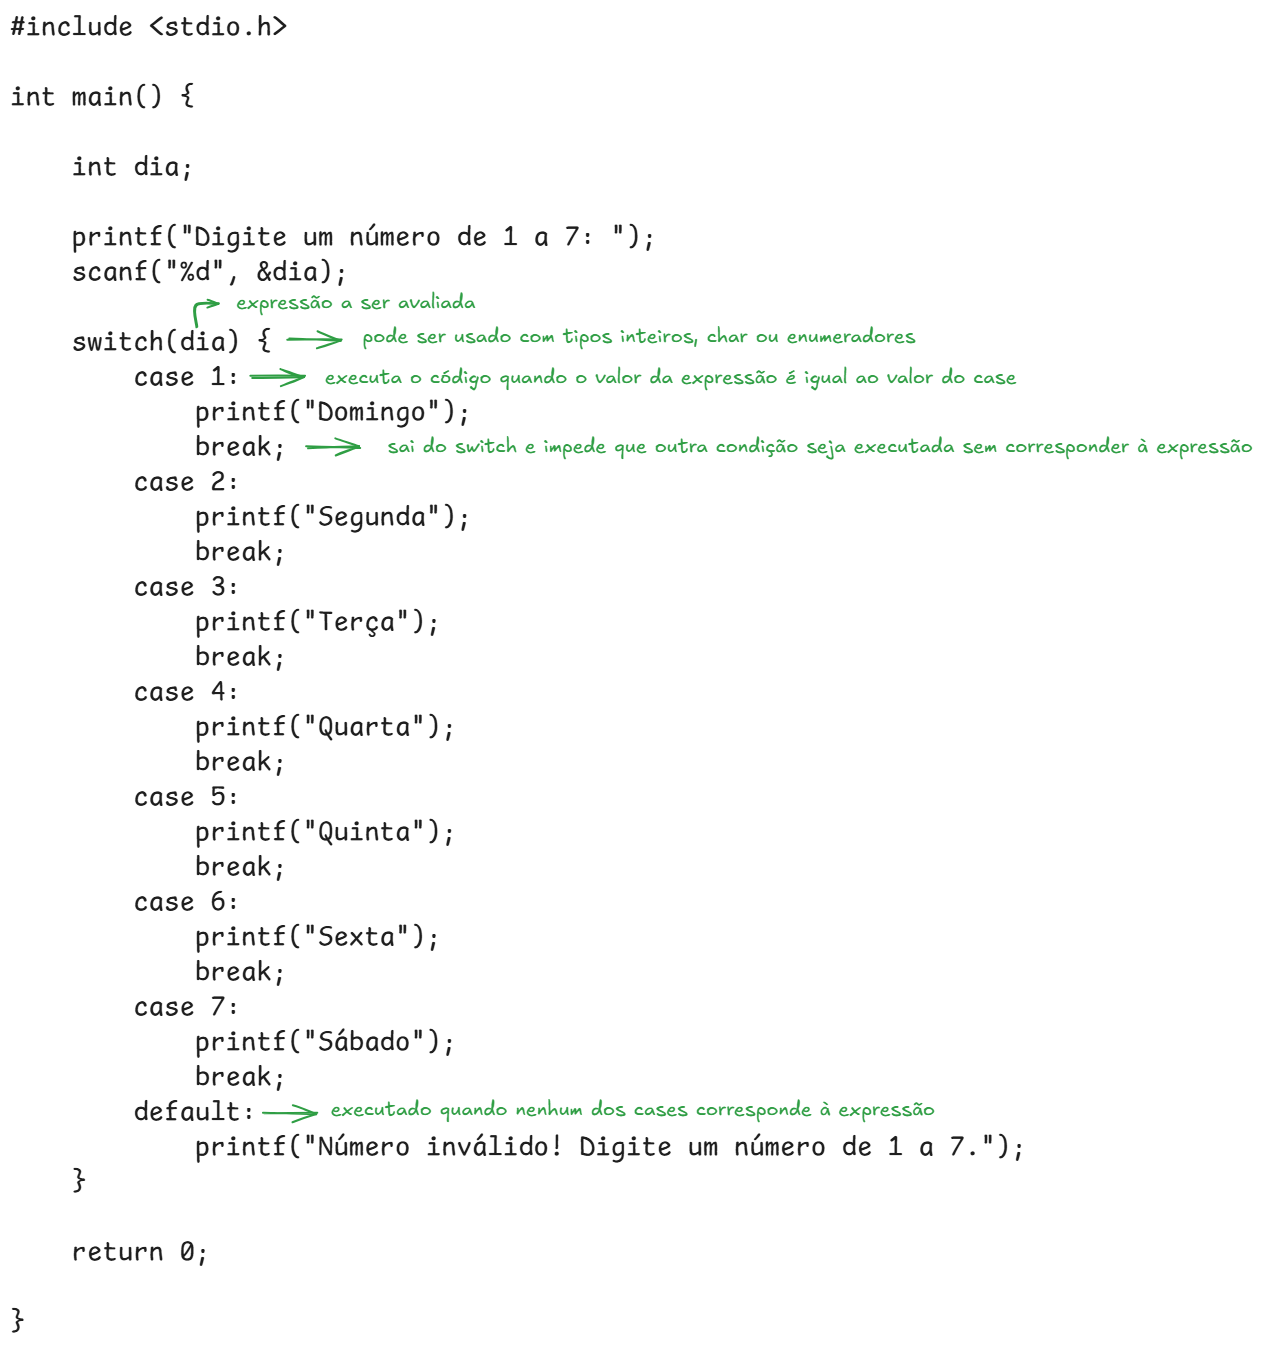 #include <stdio.h>
int main() {
int dia;
printf("Digite um número de 1 a 7: ");
scanf("%d", &dia);
expressão a ser avaliada
switch(dia) { pode ser usado com tipos inteiros, char ou enumeradores
case 1: executa o código quando o valor da expressão é igual ao valor do case
printf("Domingo");
break; sai do switch e impede que outra condição seja executada sem corresponder à expressão
case 2:
printf("Segunda");
break;
case 3:
printf("Terça");
break;
case 4:
printf("Quarta");
break;
case 5:
printf("Quinta");
break;
case 6:
printf("Sexta");
break;
case 7:
printf("Sábado");
break;
default: executado quando nenhum dos cases corresponde à expressão
printf("Número inválido! Digite um número de 1 a 7.");
}
return 0;
}